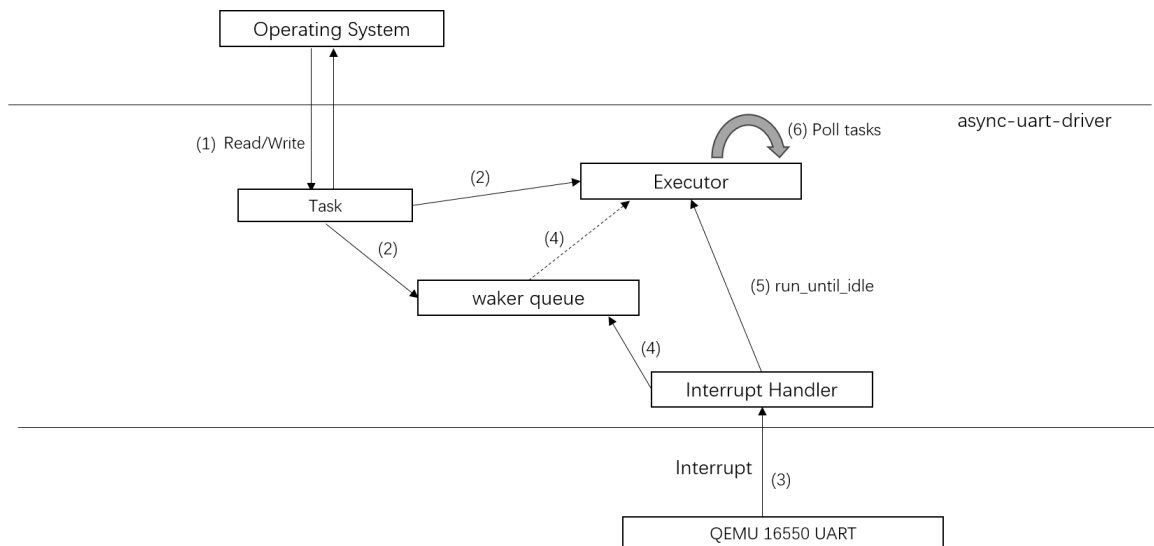 Operating System
async-uart-driver
(1) Read/Write
(6) Poll tasks
Executor
(2)
Task
(2)
(4)
waker queue
(5) run_until_idle
(4)
Interrupt Handler
Interrupt
(3)
QEMU 16550 UART